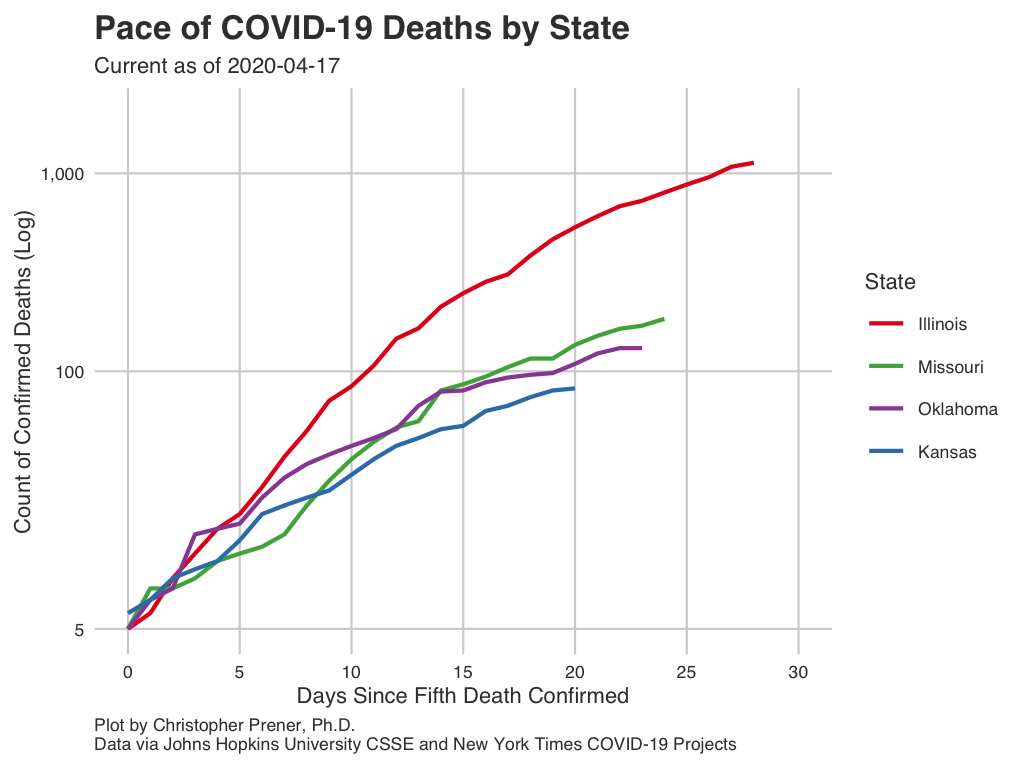 Pace of COVID-19 Deaths by State
Current as of 2020-04-17
Count of Confirmed Deaths (Log)
1,000
100
5
0 5 10 15 20 25 30
Days Since Fifth Death Confirmed
State
Illinois
Missouri
Oklahoma
Kansas
Plot by Christopher Prener, Ph.D.
Data via Johns Hopkins University CSSE and New York Times COVID-19 Projects